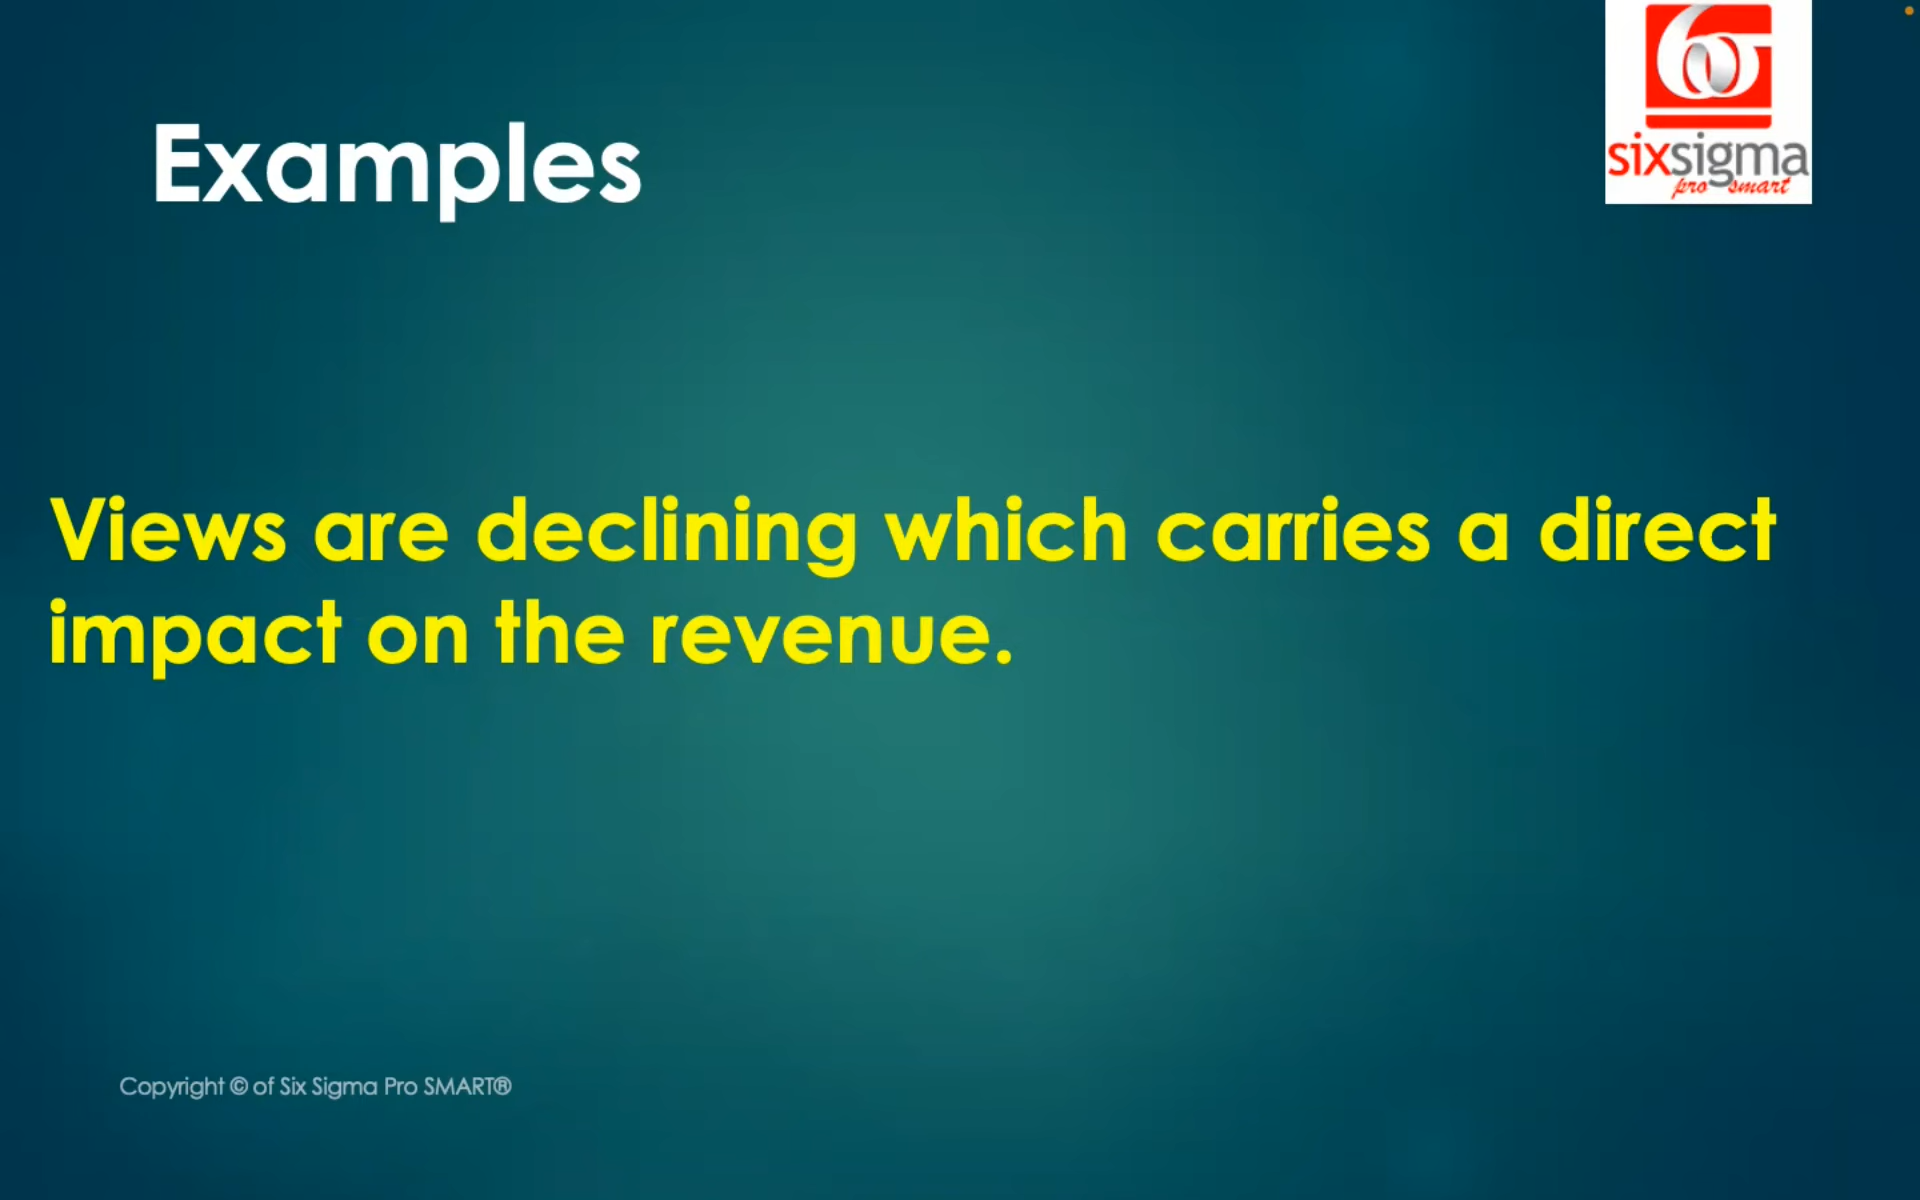 6σ
sixsigma
pro smart
Examples
Views are declining which carries a direct
impact on the revenue.
Copyright © of Six Sigma Pro SMART®